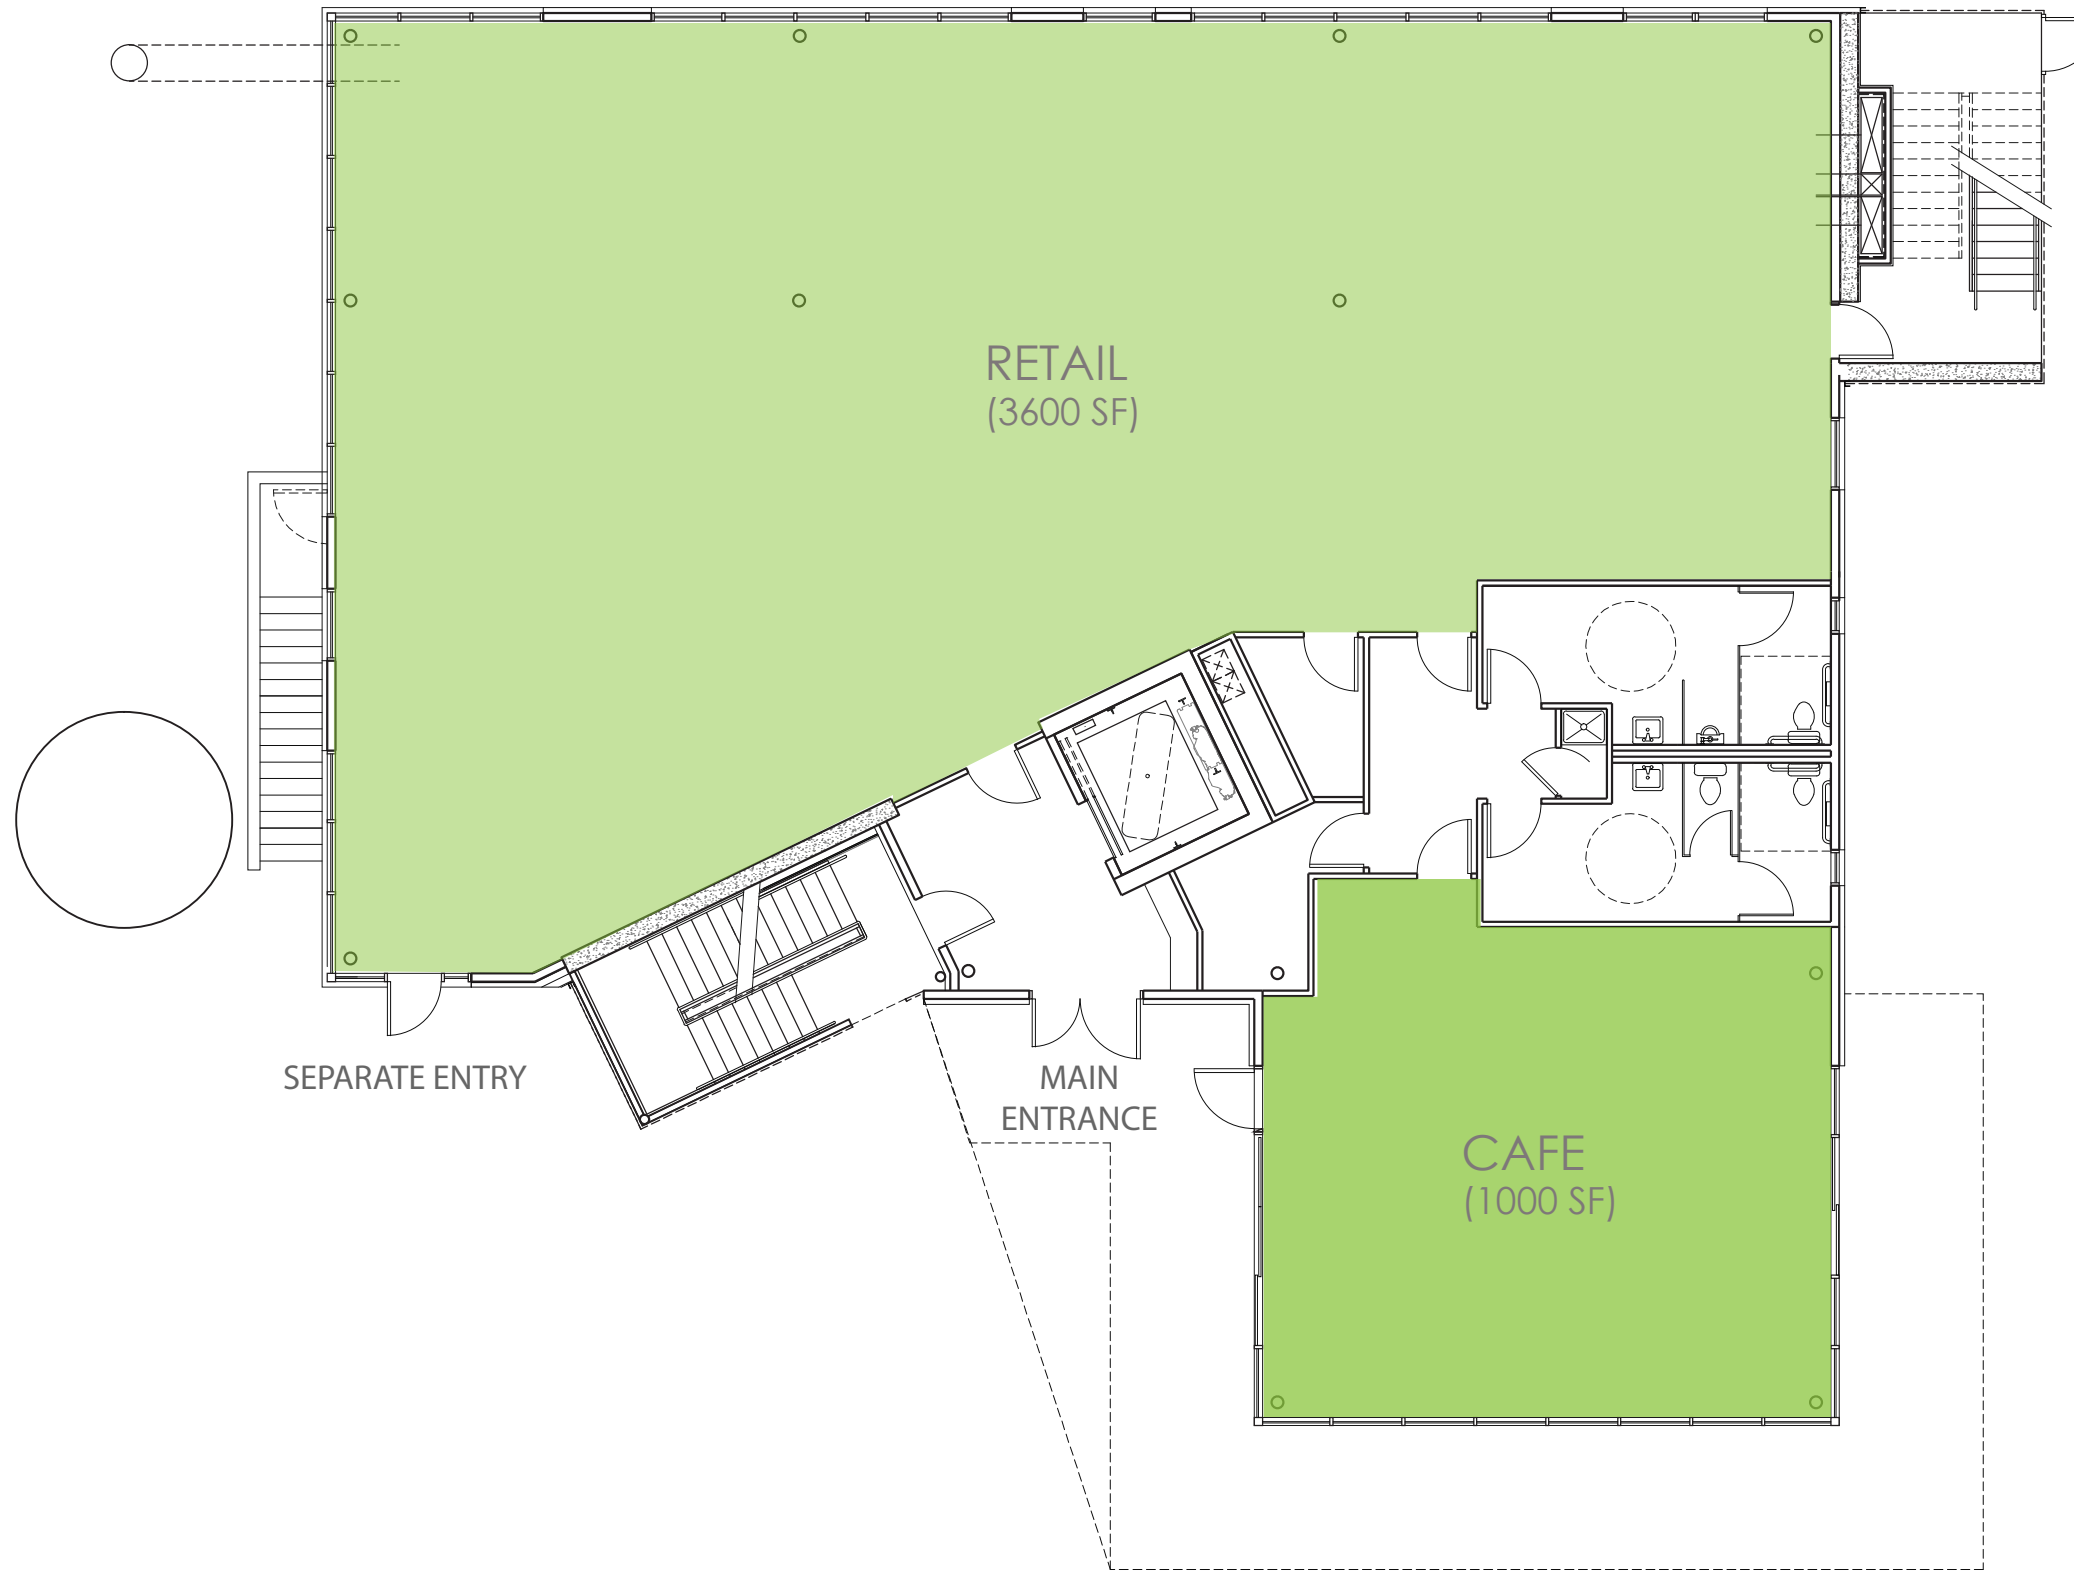 RETAIL
(3600 SF)
SEPARATE ENTRY
MAIN
ENTRANCE
CAFE
(1000 SF)